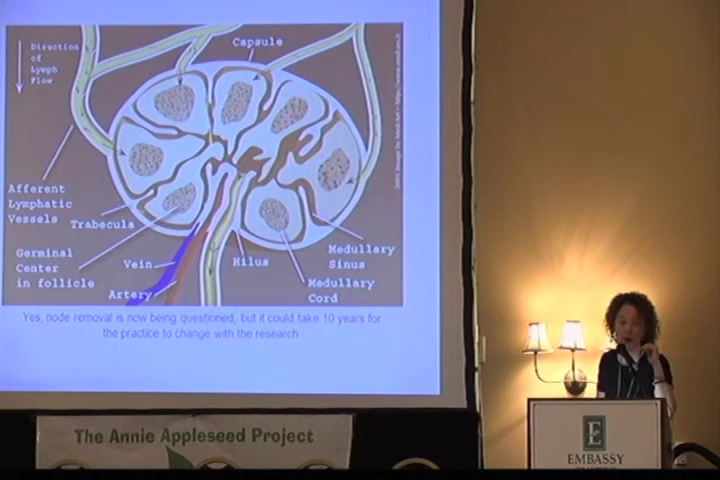 Direction
of
Lymph
Flow
Capsule
Afferent
Lymphatic
Vessels
Trabecula
Germinal
Center
in follicle
Vein
Artery
Hilus
Medullary
Sinus
Medullary
Cord
Yes, node removal is now being questioned, but it could take 10 years for
the practice to change with the research
The Annie Appleseed Project
E
EMBASSY